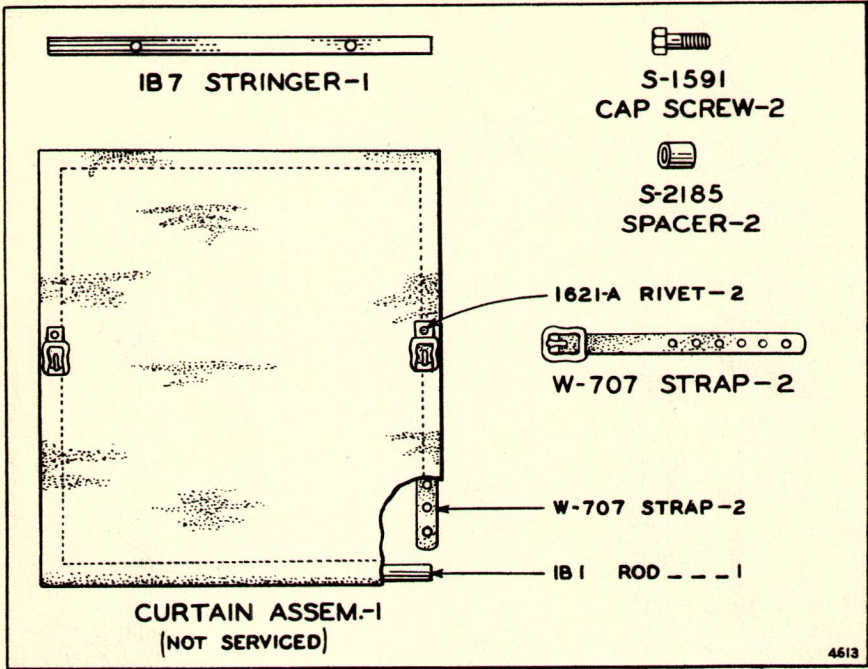 IB7 STRINGER-1
S-1591
CAP SCREW-2
S-2185
SPACER-2
1621-A RIVET-2
W-707 STRAP-2
W-707 STRAP-2
IB1 ROD _ _ _ 1
CURTAIN ASSEM.-1
(NOT SERVICED)
4613